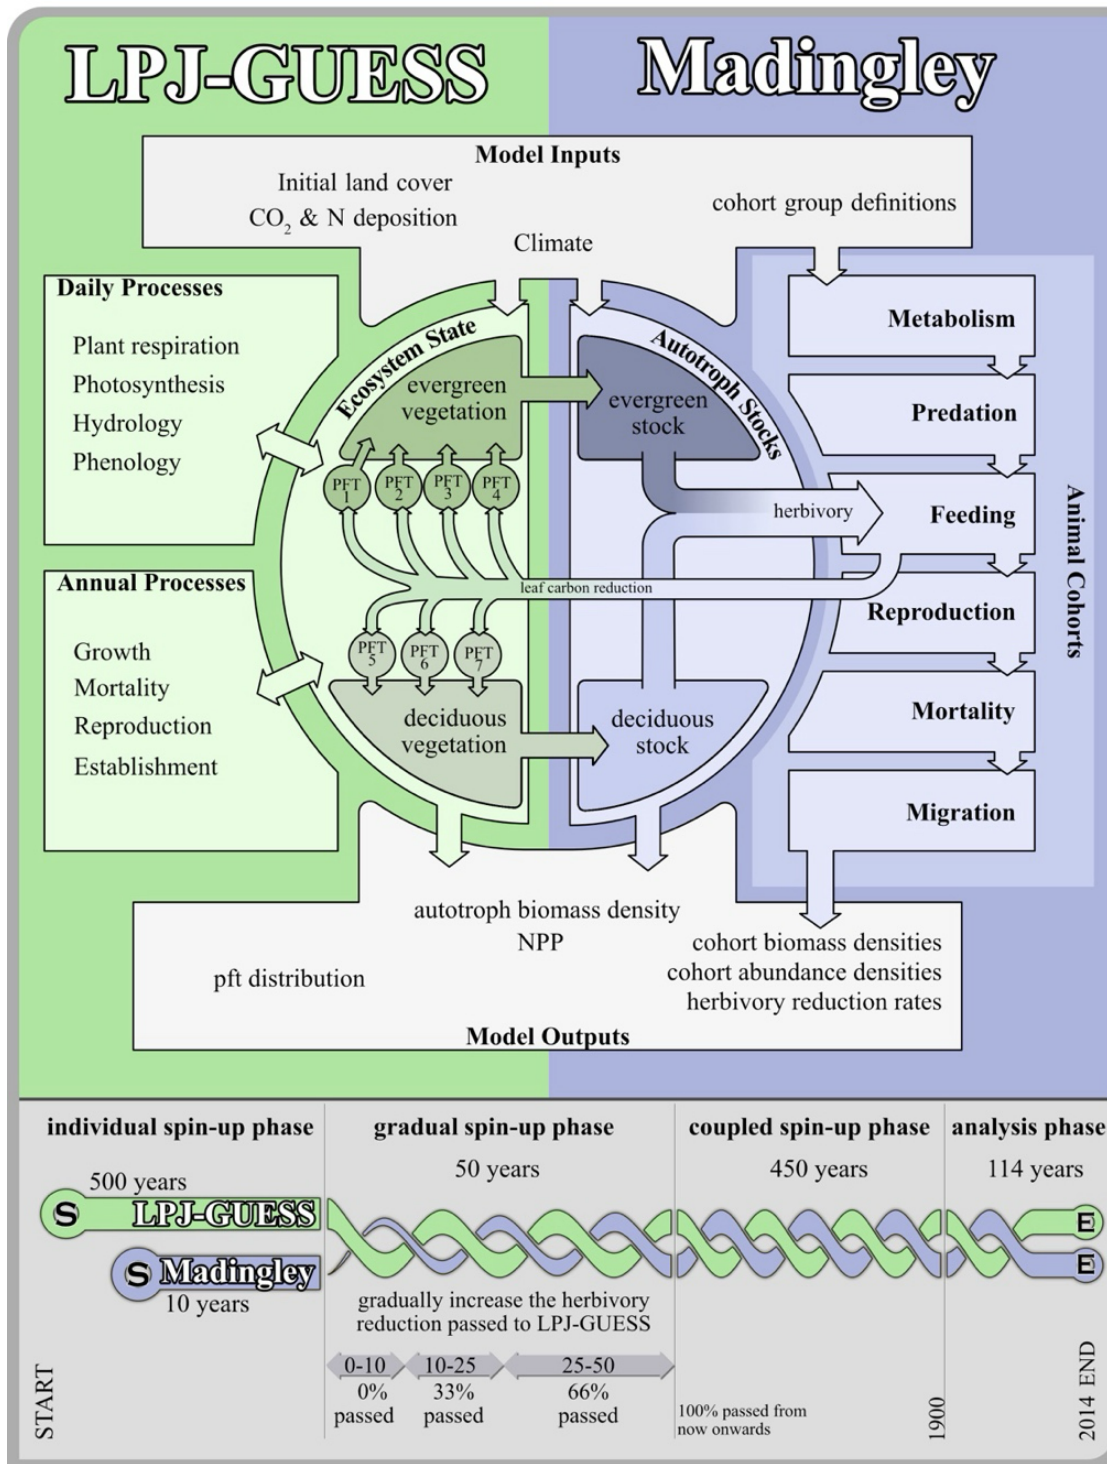 LPJ-GUESS
Madingley
Model Inputs
Initial land cover
CO₂ & N deposition
cohort group definitions
Climate
Daily Processes
Plant respiration
Photosynthesis
Hydrology
Phenology
Annual Processes
Growth
Mortality
Reproduction
Establishment
Ecosystem State
evergreen
vegetation
PFT
1
PFT
2
PFT
3
PFT
4
leaf carbon reduction
PFT
5
PFT
6
PFT
7
deciduous
vegetation
Autotroph Stocks
evergreen
stock
herbivory
deciduous
stock
Metabolism
Predation
Feeding
Reproduction
Mortality
Migration
Animal Cohorts
autotroph biomass density
NPP
pft distribution
cohort biomass densities
cohort abundance densities
herbivory reduction rates
Model Outputs
individual spin-up phase
gradual spin-up phase
coupled spin-up phase
analysis phase
500 years
50 years
450 years
114 years
S LPJ-GUESS
S Madingley
10 years
E
E
gradually increase the herbivory
reduction passed to LPJ-GUESS
0-10
10-25
25-50
0%
passed
33%
passed
66%
passed
100% passed from
now onwards
START
1900
2014 END